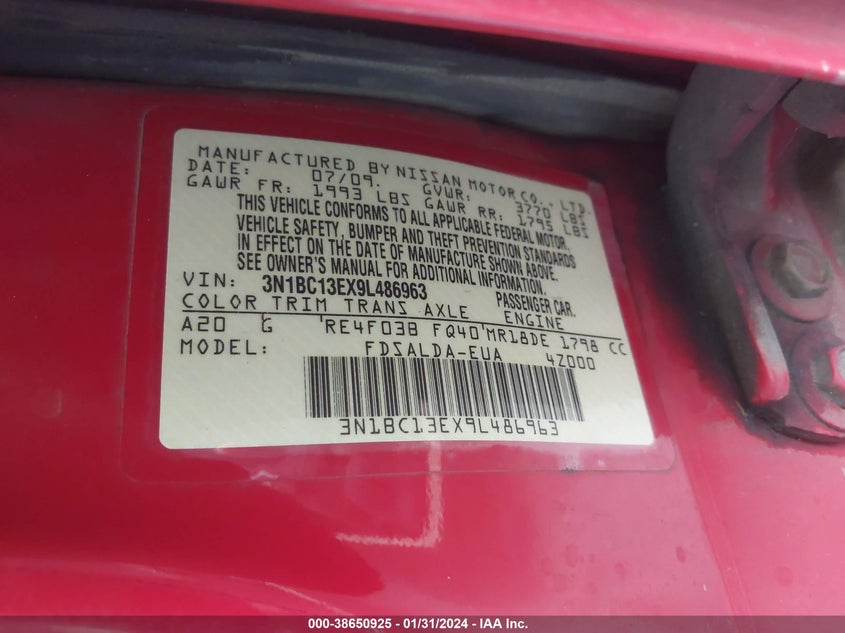 MANUFACTURED BY NISSAN MOTOR CO., LTD.
DATE: 07/09. GVWR: 3770 LBS
GAWR FR: 1993 LBS GAWR RR: 1795 LBS
THIS VEHICLE CONFORMS TO ALL APPLICABLE FEDERAL MOTOR
VEHICLE SAFETY, BUMPER AND THEFT PREVENTION STANDARDS
IN EFFECT ON THE DATE OF MANUFACTURE SHOWN ABOVE.
SEE OWNER'S MANUAL FOR ADDITIONAL INFORMATION.
VIN: 3N1BC13EX9L486963 PASSENGER CAR.
COLOR TRIM TRANS AXLE ENGINE
A20 G RE4F03B FQ40 MR18DE 1798 CC
MODEL: FDSALDA-EUA 4Z000
3N1BC13EX9L486963
000-38650925 - 01/31/2024 - IAA Inc.